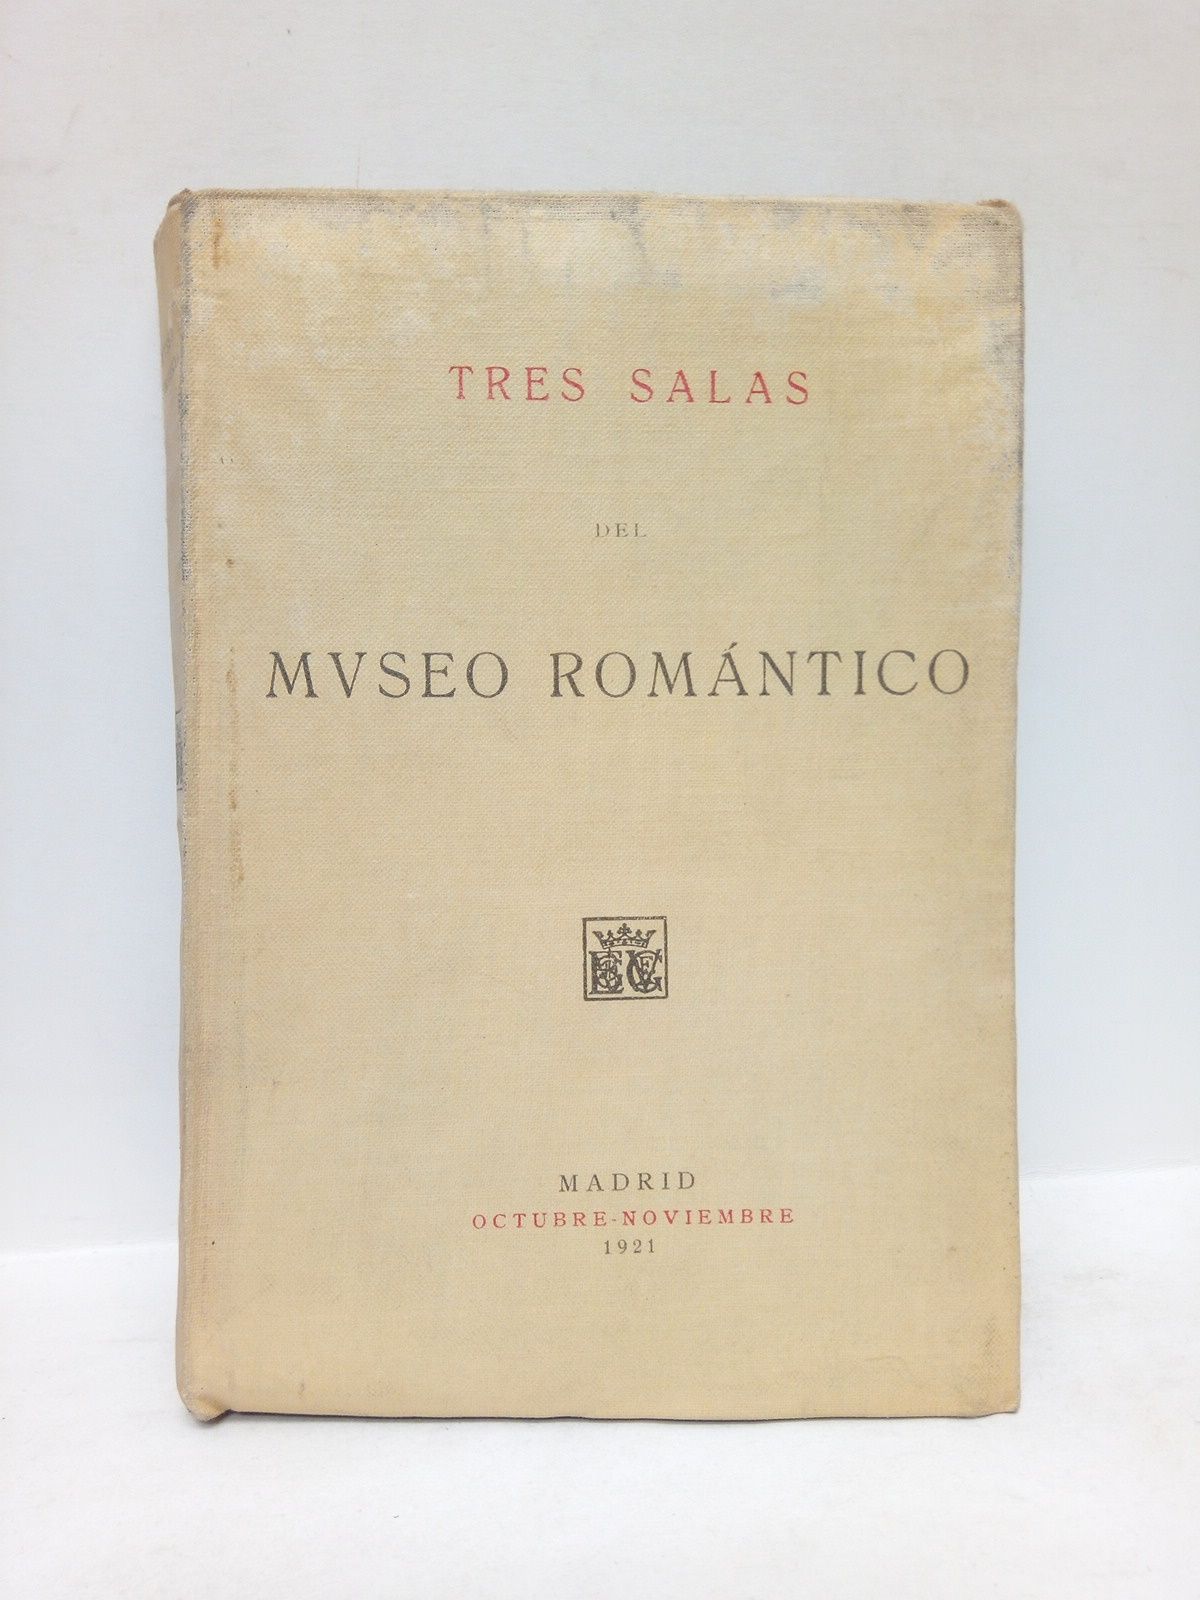 TRES SALAS
DEL
MVSEO ROMÁNTICO
MADRID
OCTUBRE-NOVIEMBRE
1921